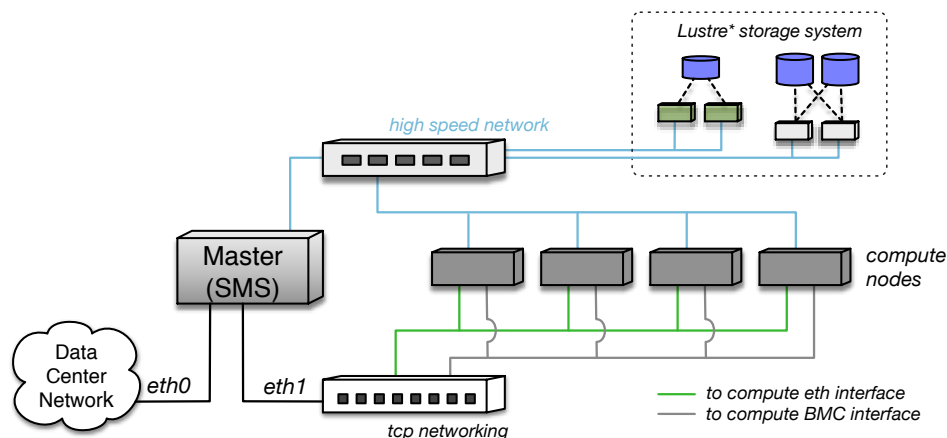 Lustre* storage system
high speed network
Master
(SMS)
compute
nodes
Data
Center
Network
eth0
eth1
to compute eth interface
to compute BMC interface
tcp networking